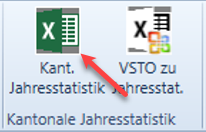 Kant.
Jahresstatistik
VSTO zu
Jahresstat.
Kantonale Jahresstatistik